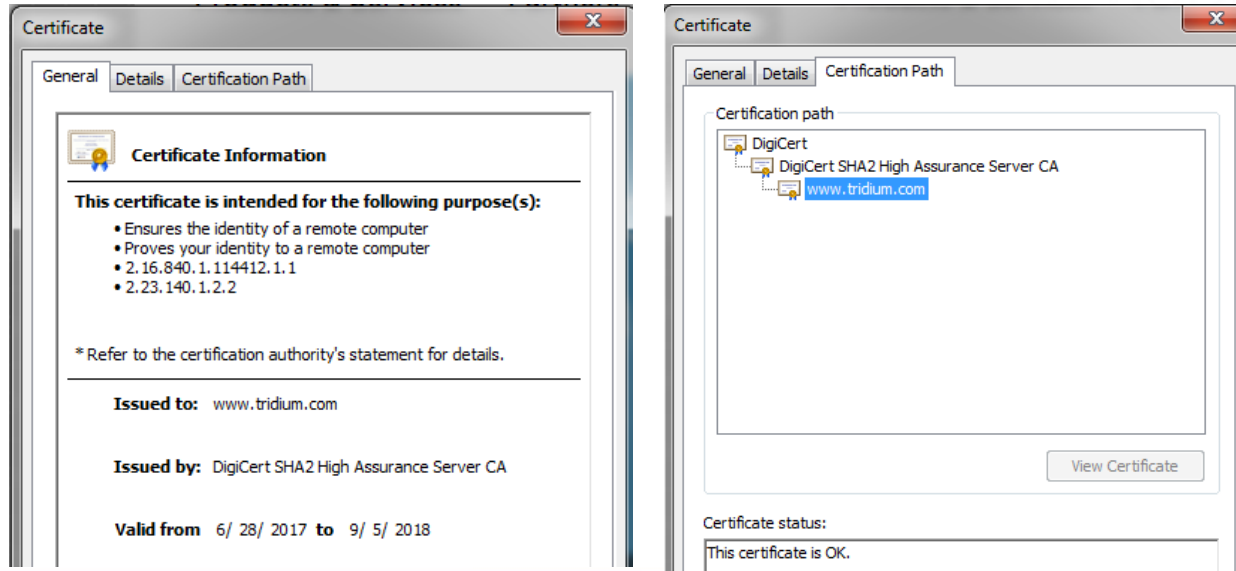 Certificate
General Details Certification Path
Certificate Information
This certificate is intended for the following purpose(s):
• Ensures the identity of a remote computer
• Proves your identity to a remote computer
• 2.16.840.1.114412.1.1
• 2.23.140.1.2.2
* Refer to the certification authority's statement for details.
Issued to: www.tridium.com
Issued by: DigiCert SHA2 High Assurance Server CA
Valid from 6/ 28/ 2017 to 9/ 5/ 2018
Certificate
General Details Certification Path
Certification path
DigiCert
DigiCert SHA2 High Assurance Server CA
www.tridium.com
View Certificate
Certificate status:
This certificate is OK.